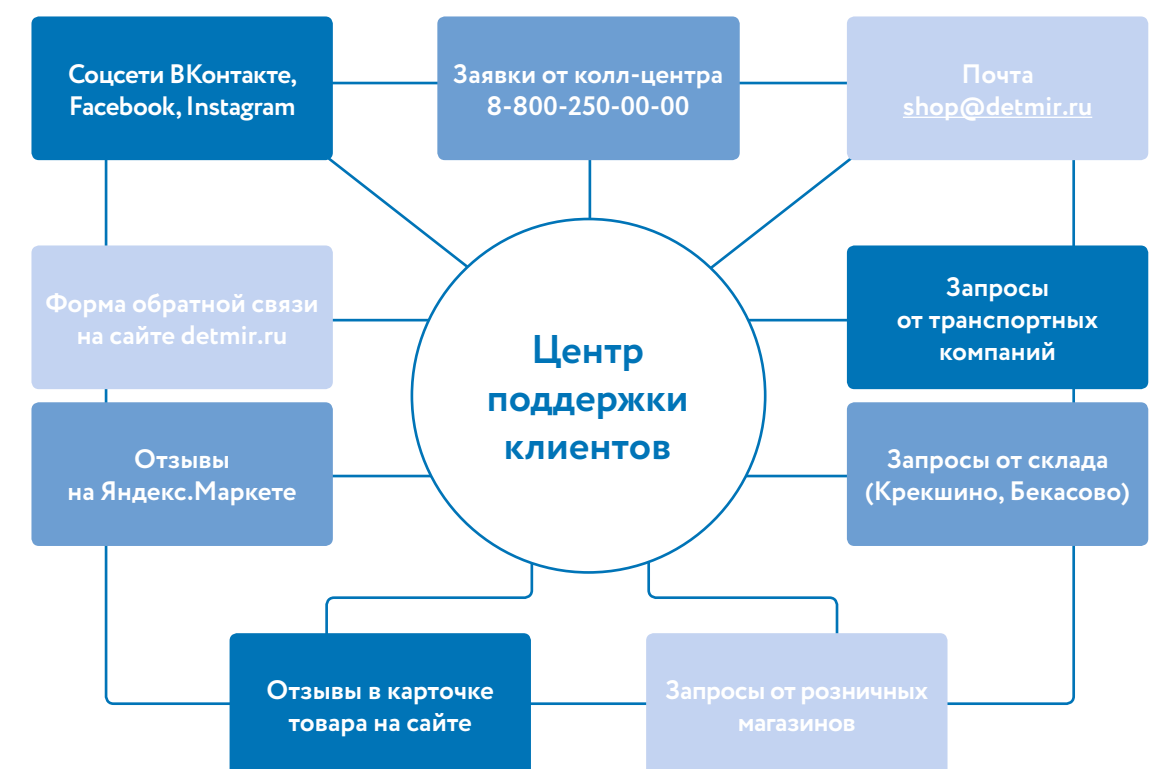 Соцсети ВКонтакте,
Facebook, Instagram
Заявки от колл-центра
8-800-250-00-00
Почта
shop@detmir.ru
Форма обратной связи
на сайте detmir.ru
Запросы
от транспортных
компаний
Центр
поддержки
клиентов
Отзывы
на Яндекс.Маркете
Запросы от склада
(Крекшино, Бекасово)
Отзывы в карточке
товара на сайте
Запросы от розничных
магазинов